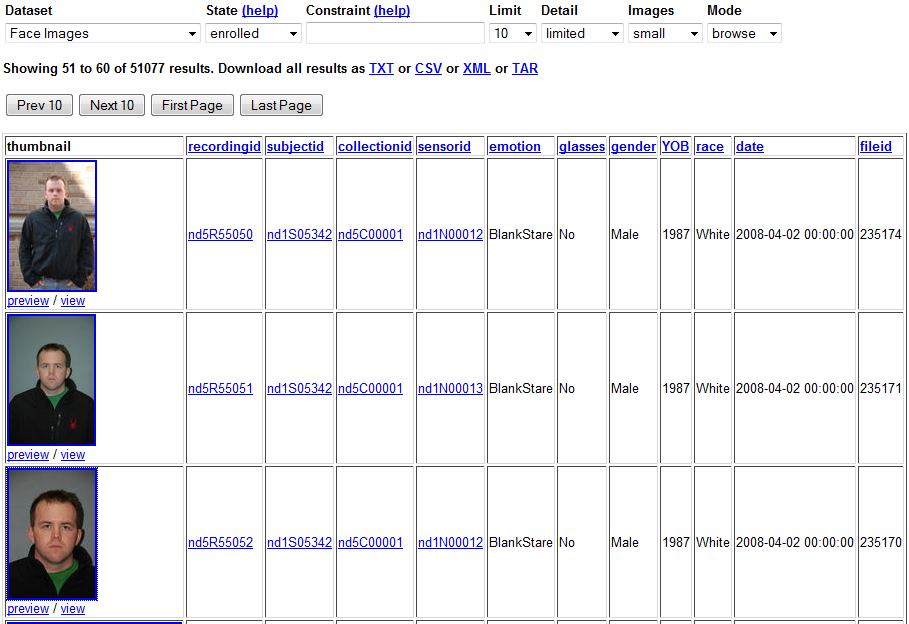 Dataset State (help) Constraint (help) Limit Detail Images Mode
Face Images enrolled 10 limited small browse
Showing 51 to 60 of 51077 results. Download all results as TXT or CSV or XML or TAR
Prev 10 Next 10 First Page Last Page
thumbnail recordingid subjectid collectionid sensorid emotion glasses gender YOB race date fileid
nd5R55050 nd1S05342 nd5C00001 nd1N00012 BlankStare No Male 1987 White 2008-04-02 00:00:00 235174
preview / view
nd5R55051 nd1S05342 nd5C00001 nd1N00013 BlankStare No Male 1987 White 2008-04-02 00:00:00 235171
preview / view
nd5R55052 nd1S05342 nd5C00001 nd1N00012 BlankStare No Male 1987 White 2008-04-02 00:00:00 235170
preview / view